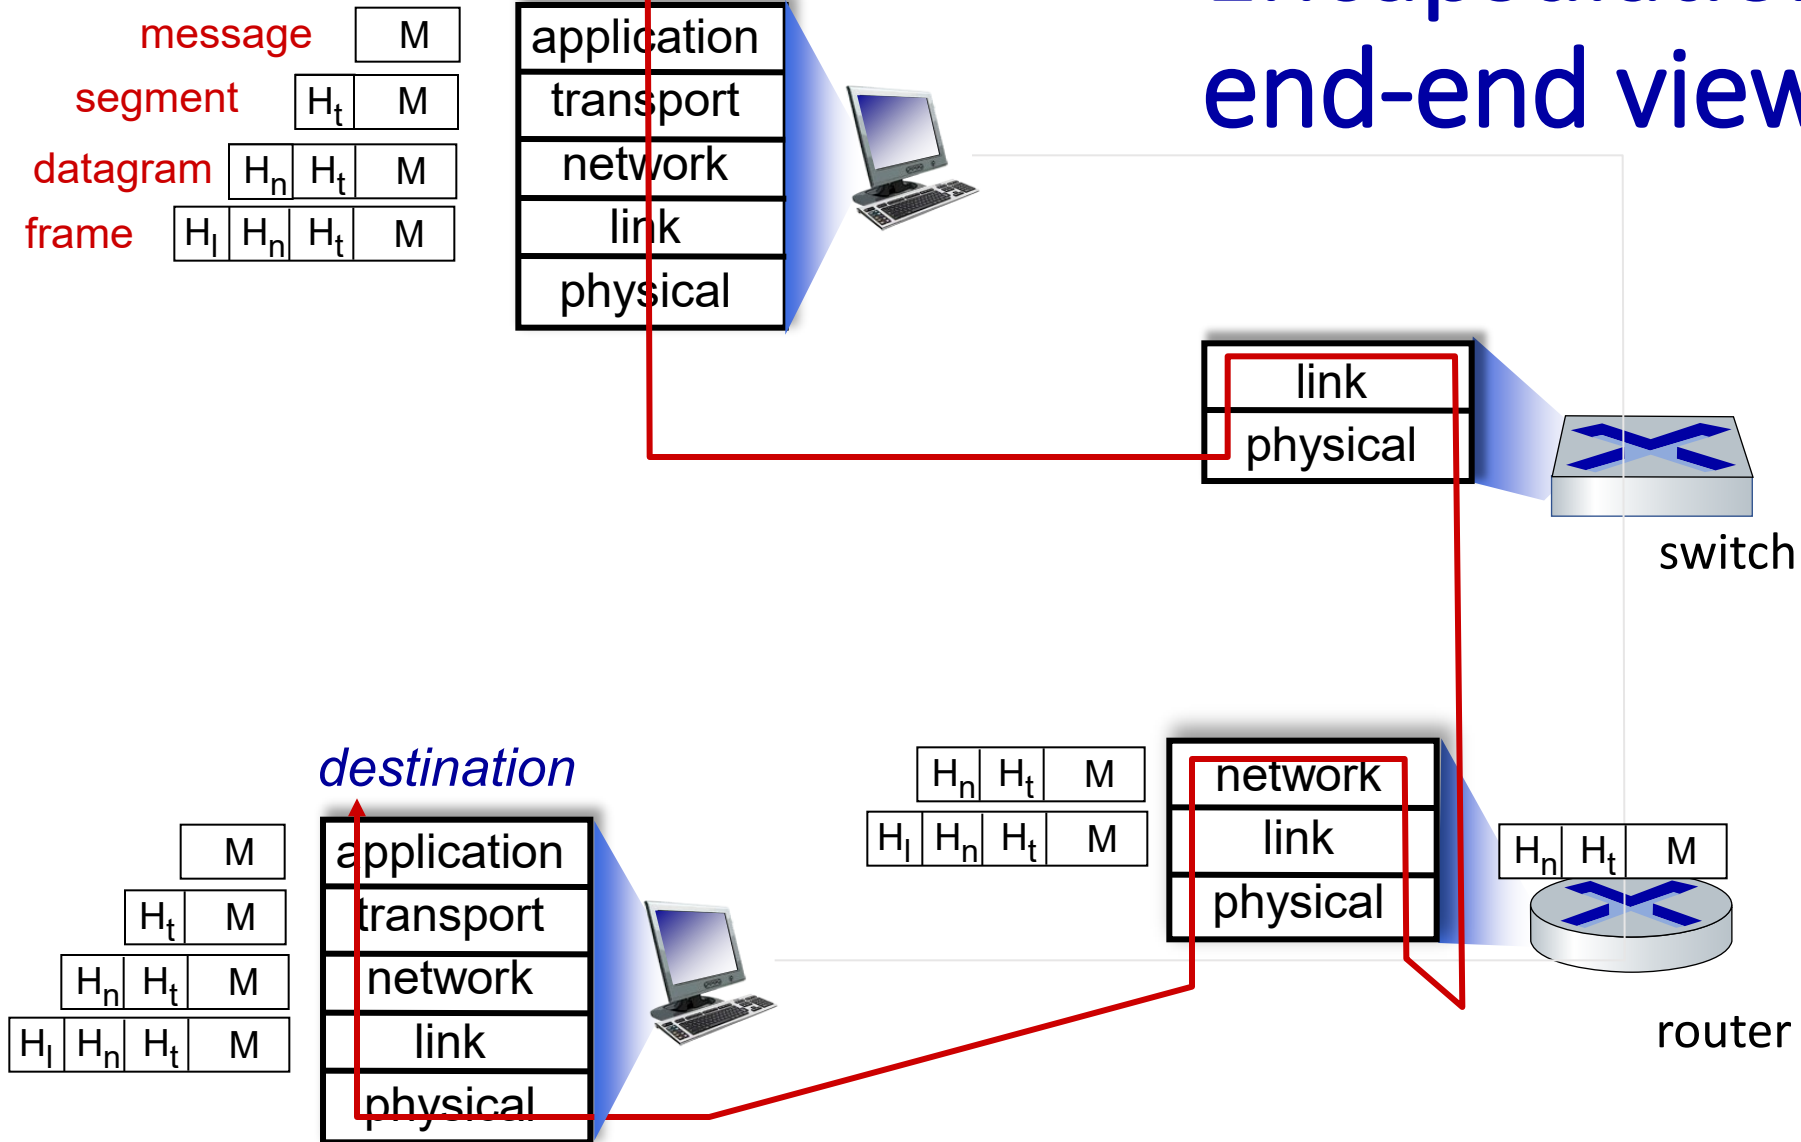 Encapsulation
end-end view
message M
segment Ht M
datagram Hn Ht M
frame Hl Hn Ht M
application
transport
network
link
physical
link
physical
switch
destination
M
Ht M
Hn Ht M
Hl Hn Ht M
application
transport
network
link
physical
Hn Ht M
Hl Hn Ht M
network
link
physical
Hn Ht M
router